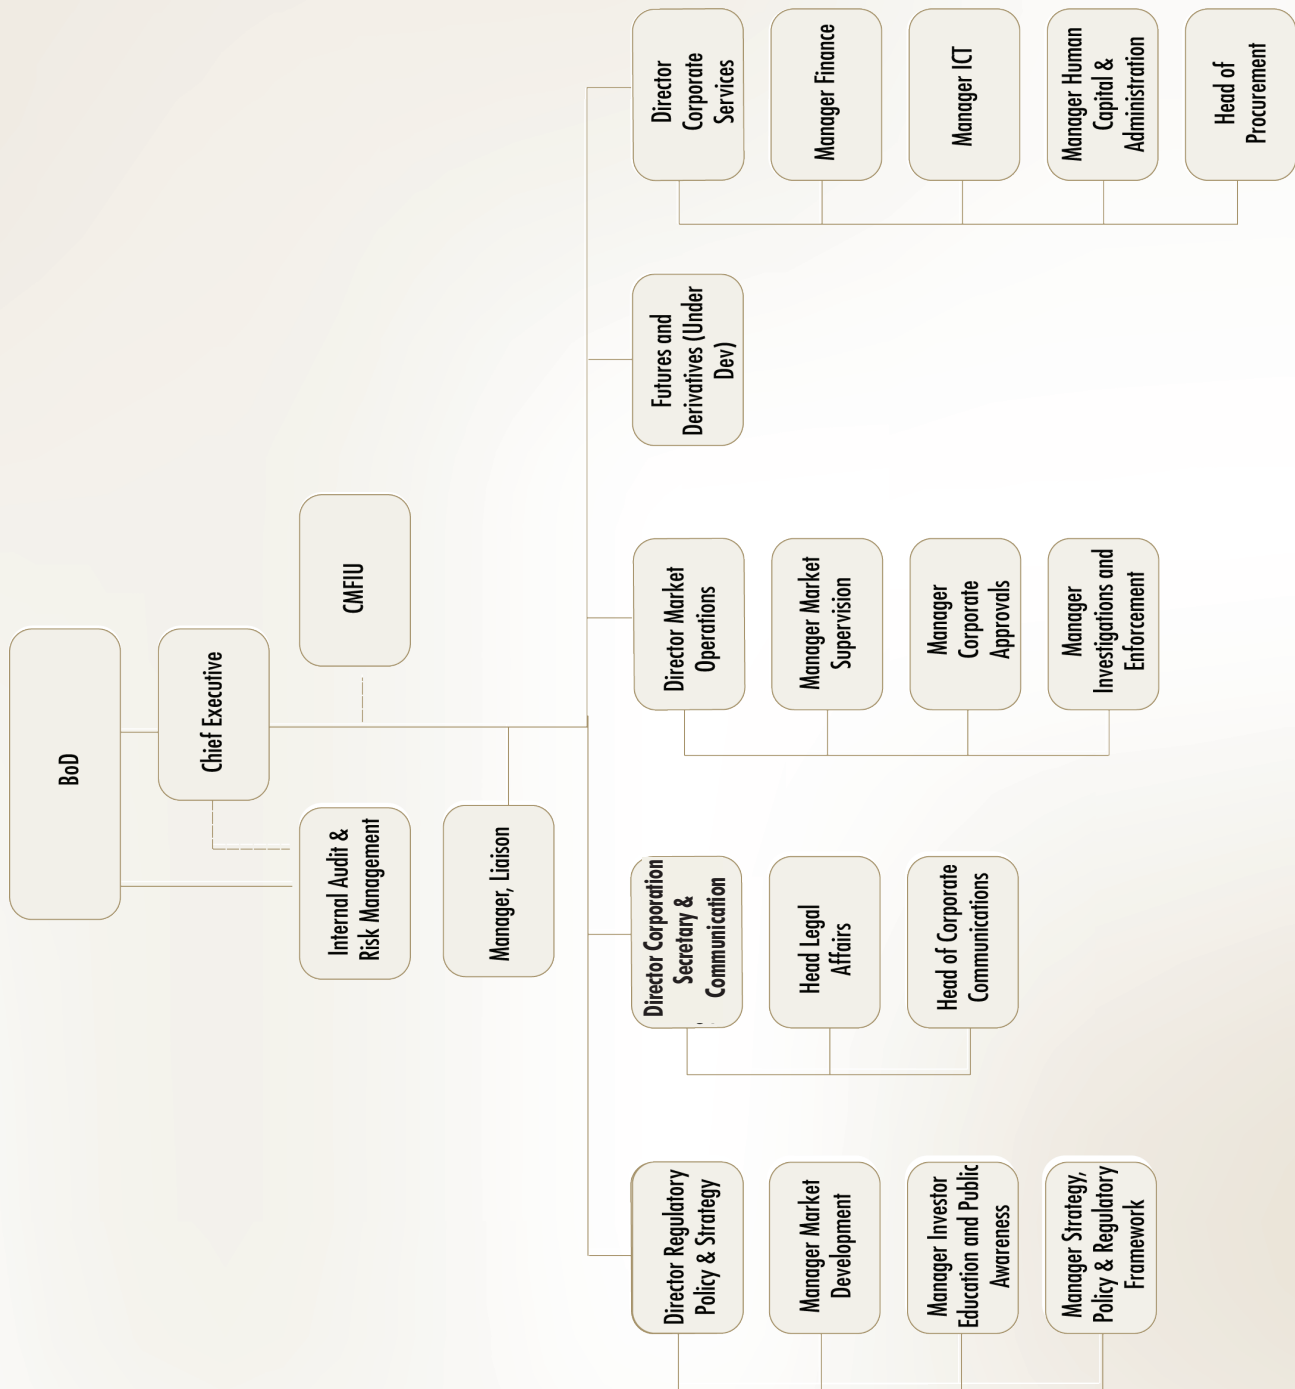 BoD
Chief Executive
CMFIU
Internal Audit &
Risk Management
Manager, Liaison
Director Regulatory
Policy & Strategy
Manager Market
Development
Manager Investor
Education and Public
Awareness
Manager Strategy,
Policy & Regulatory
Framework
Director Corporation
Secretary &
Communication
Head Legal
Affairs
Head of Corporate
Communications
Director Market
Operations
Manager Market
Supervision
Manager
Corporate
Approvals
Manager
Investigations and
Enforcement
Futures and
Derivatives (Under
Dev)
Director
Corporate
Services
Manager Finance
Manager ICT
Manager Human
Capital &
Administration
Head of
Procurement